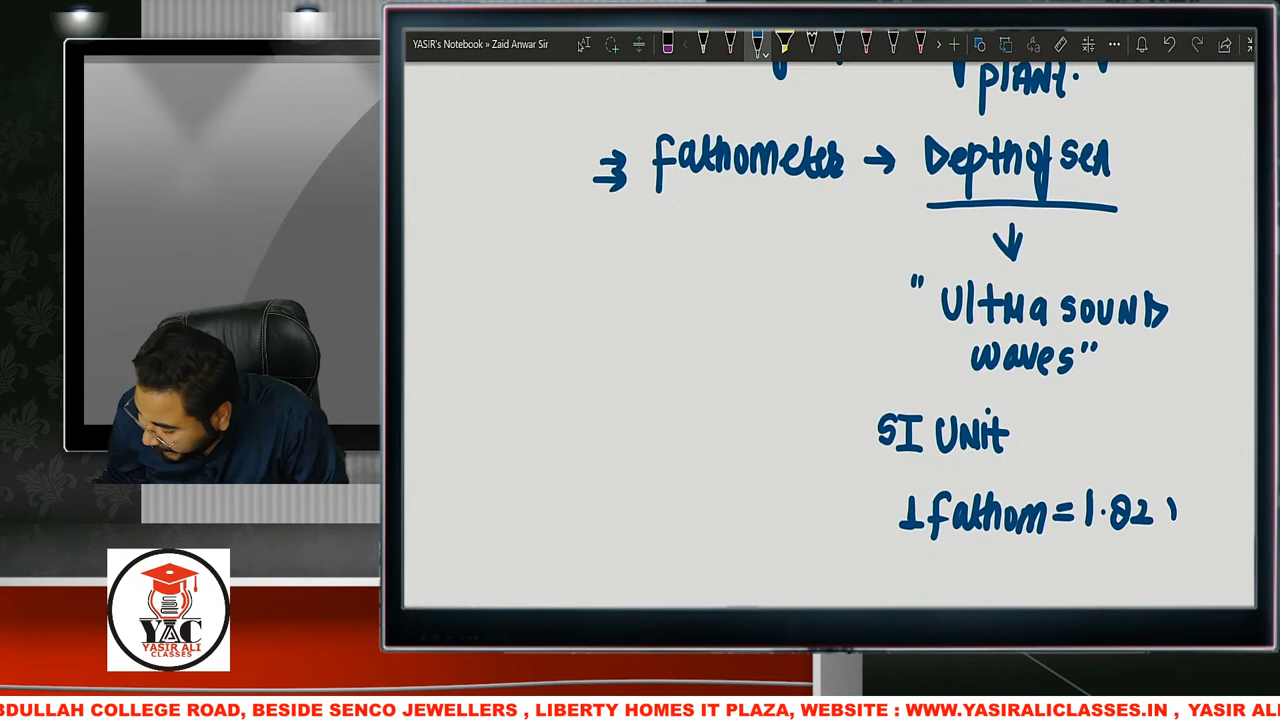 YASIR's Notebook » Zaid Anwar Sir
plant.
⇒ fathometer → Depth of sea
↓
"Ultra sound
waves"
SI Unit
1 fathom = 1.82
YAC
YASIR ALI
CLASSES
BDULLAH COLLEGE ROAD, BESIDE SENCO JEWELLERS , LIBERTY HOMES IT PLAZA, WEBSITE : WWW.YASIRALICLASSES.IN , YASIR ALI